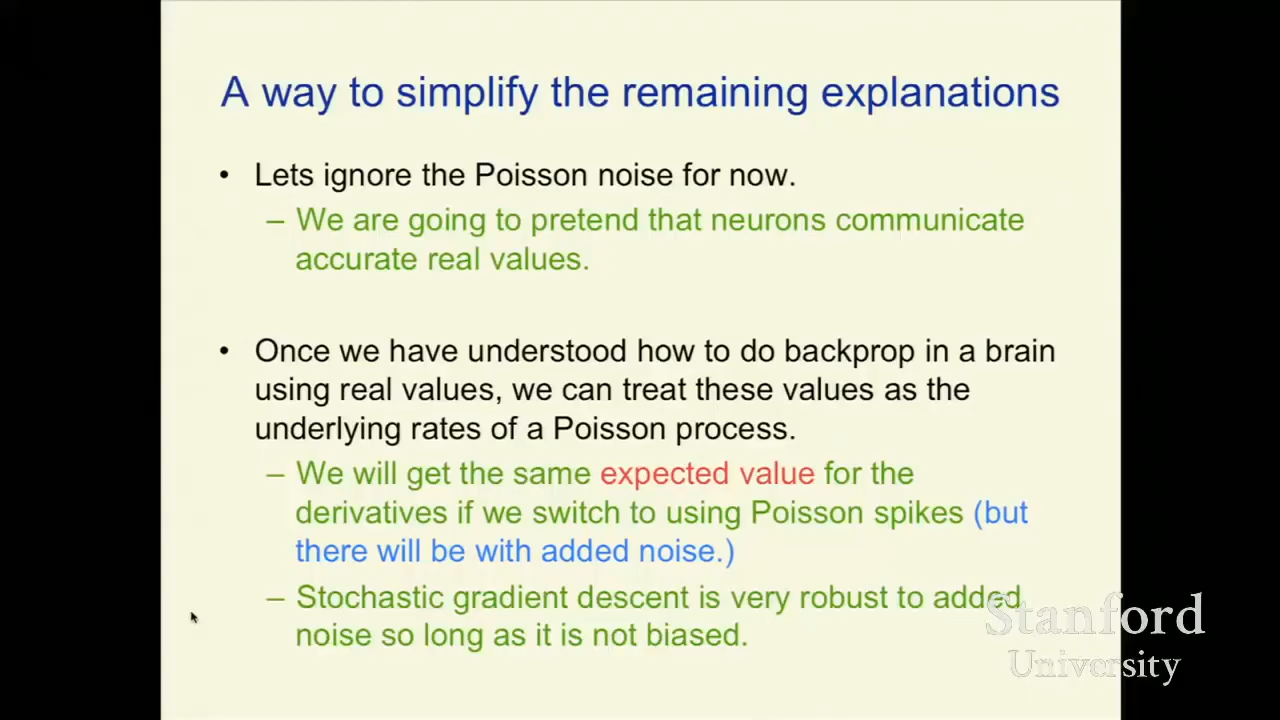 A way to simplify the remaining explanations
• Lets ignore the Poisson noise for now.
– We are going to pretend that neurons communicate
accurate real values.
• Once we have understood how to do backprop in a brain
using real values, we can treat these values as the
underlying rates of a Poisson process.
– We will get the same expected value for the
derivatives if we switch to using Poisson spikes (but
there will be with added noise.)
– Stochastic gradient descent is very robust to added
noise so long as it is not biased.
Stanford
University